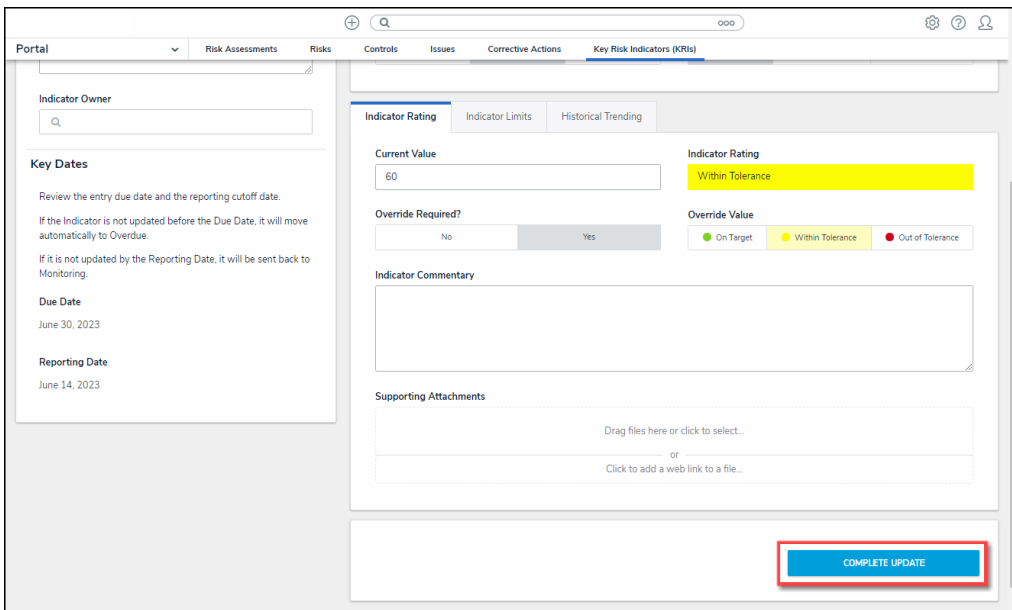 Portal
Risk Assessments
Risks
Controls
Issues
Corrective Actions
Key Risk Indicators (KRIs)
Indicator Owner
Key Dates
Review the entry due date and the reporting cutoff date.
If the Indicator is not updated before the Due Date, it will move
automatically to Overdue.
If it is not updated by the Reporting Date, it will be sent back to
Monitoring.
Due Date
June 30, 2023
Reporting Date
June 14, 2023
Indicator Rating
Indicator Limits
Historical Trending
Current Value
60
Indicator Rating
Within Tolerance
Override Required?
No
Yes
Override Value
On Target
Within Tolerance
Out of Tolerance
Indicator Commentary
Supporting Attachments
Drag files here or click to select...
or
Click to add a web link to a file...
COMPLETE UPDATE